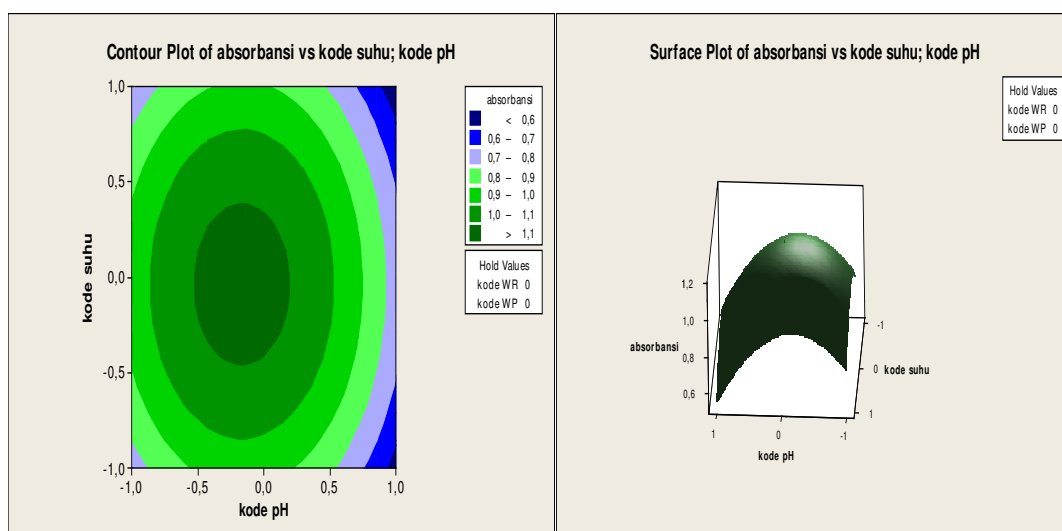 Contour Plot of absorbansi vs kode suhu; kode pH
kode suhu
1,0
0,5
0,0
-0,5
-1,0
-1,0 -0,5 0,0 0,5 1,0
kode pH
absorbansi
< 0,6
0,6 – 0,7
0,7 – 0,8
0,8 – 0,9
0,9 – 1,0
1,0 – 1,1
> 1,1
Hold Values
kode WR 0
kode WP 0
Surface Plot of absorbansi vs kode suhu; kode pH
Hold Values
kode WR 0
kode WP 0
absorbansi
1,2
1,0
0,8
0,6
1 0 -1
kode pH
-1
0 kode suhu
1